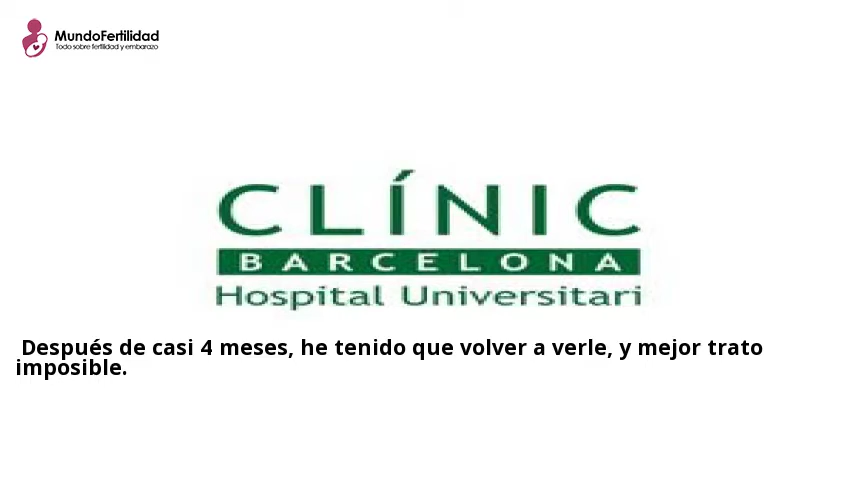 MundoFertilidad
Todo sobre fertilidad y embarazo
CLÍNIC
BARCELONA
Hospital Universitari
Después de casi 4 meses, he tenido que volver a verle, y mejor trato
imposible.